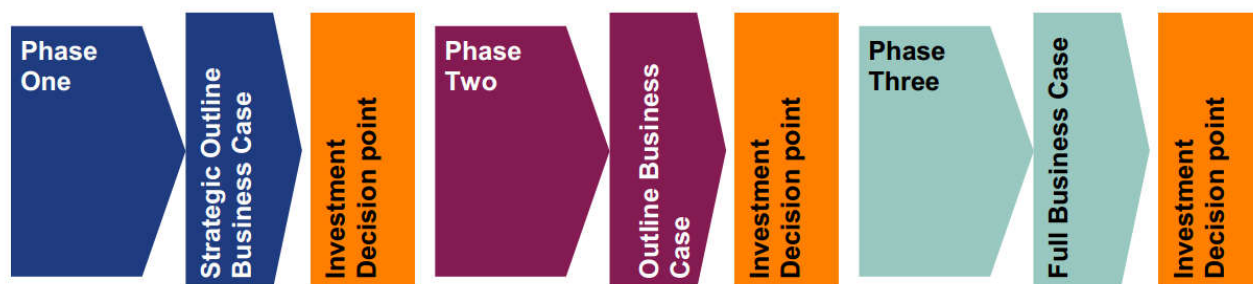 Phase
One
Strategic Outline
Business Case
Investment
Decision point
Phase
Two
Outline Business
Case
Investment
Decision point
Phase
Three
Full Business Case
Investment
Decision point